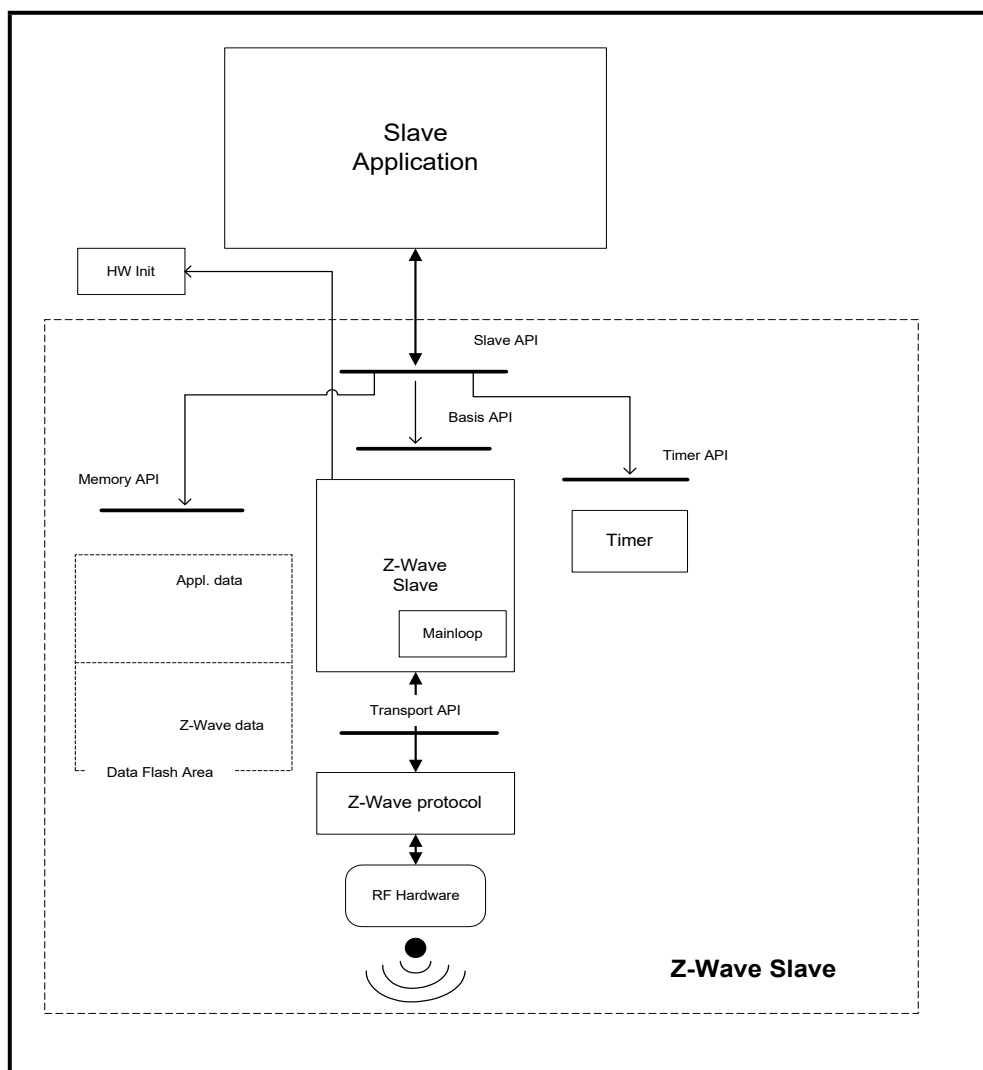 Slave
Application
HW Init
Slave API
Basis API
Timer API
Memory API
Timer
Z-Wave
Slave
Appl. data
Mainloop
Transport API
Z-Wave data
Data Flash Area
Z-Wave protocol
RF Hardware
Z-Wave Slave